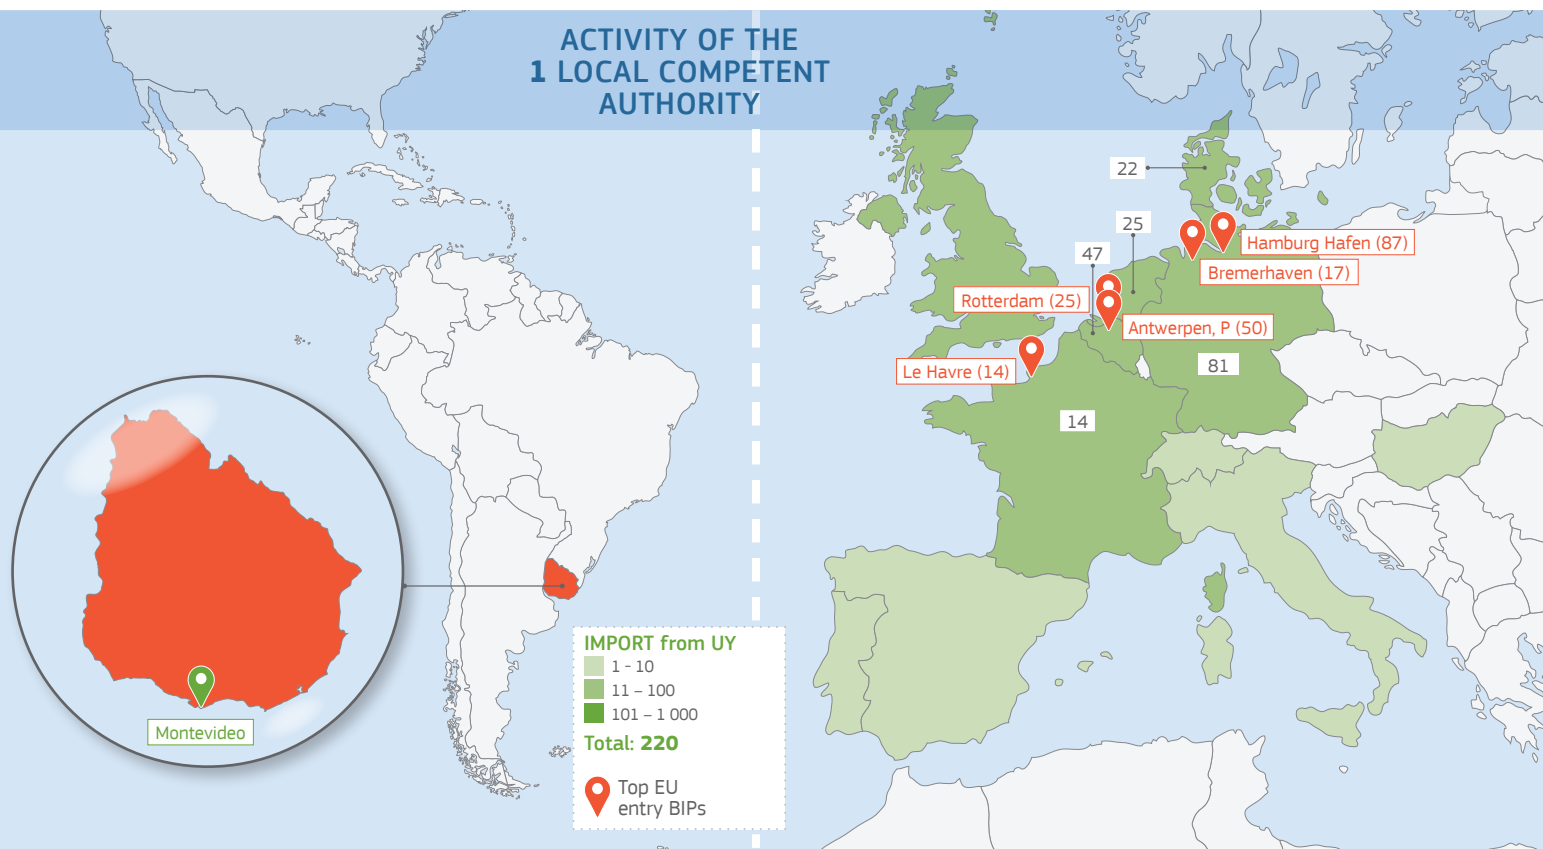 ACTIVITY OF THE
1 LOCAL COMPETENT
AUTHORITY
22
25
47
Hamburg Hafen (87)
Bremerhaven (17)
Rotterdam (25)
Antwerpen, P (50)
Le Havre (14)
81
14
Montevideo
IMPORT from UY
1 - 10
11 – 100
101 – 1 000
Total: 220
Top EU
entry BIPs